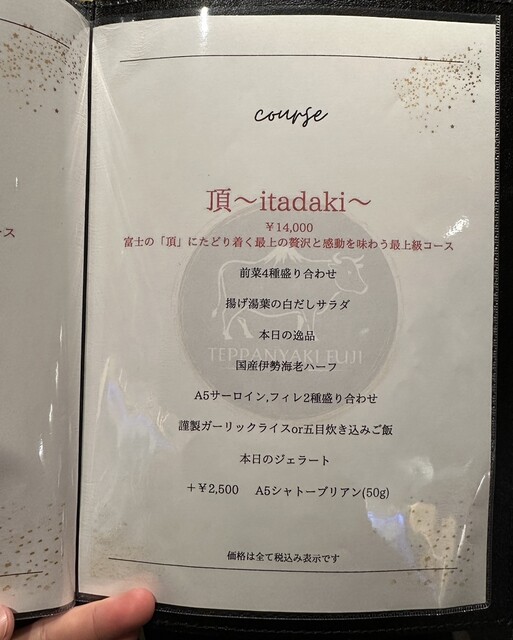 course
頂～itadaki～
￥14,000
富士の「頂」にたどり着く最上の贅沢と感動を味わう最上級コース
前菜4種盛り合わせ
揚げ湯葉の白だしサラダ
本日の逸品
TEPPANYAKI FUJI
国産伊勢海老ハーフ
A5サーロイン,フィレ2種盛り合わせ
謹製ガーリックライスor五目炊き込みご飯
本日のジェラート
＋￥2,500 A5シャトーブリアン(50g)
価格は全て税込み表示です
ース